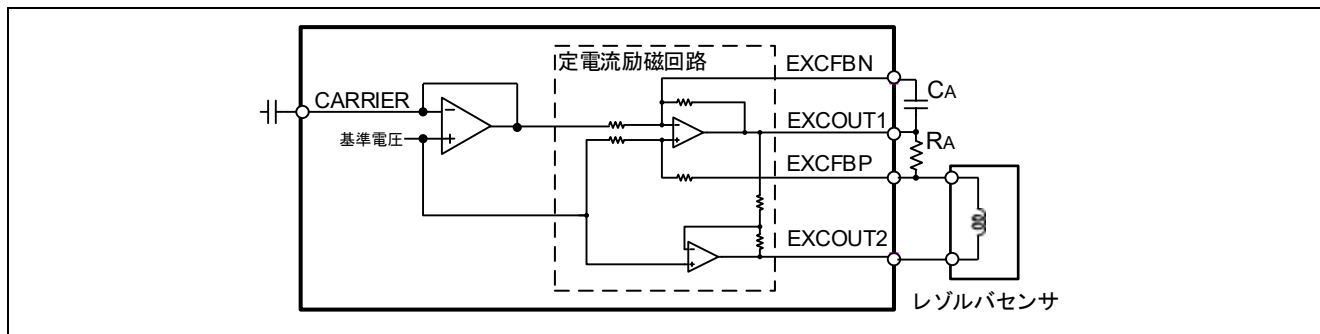 定電流励磁回路
EXCFBN
CA
CARRIER
EXCOUT1
基準電圧
RA
EXCFBP
EXCOUT2
レゾルバセンサ